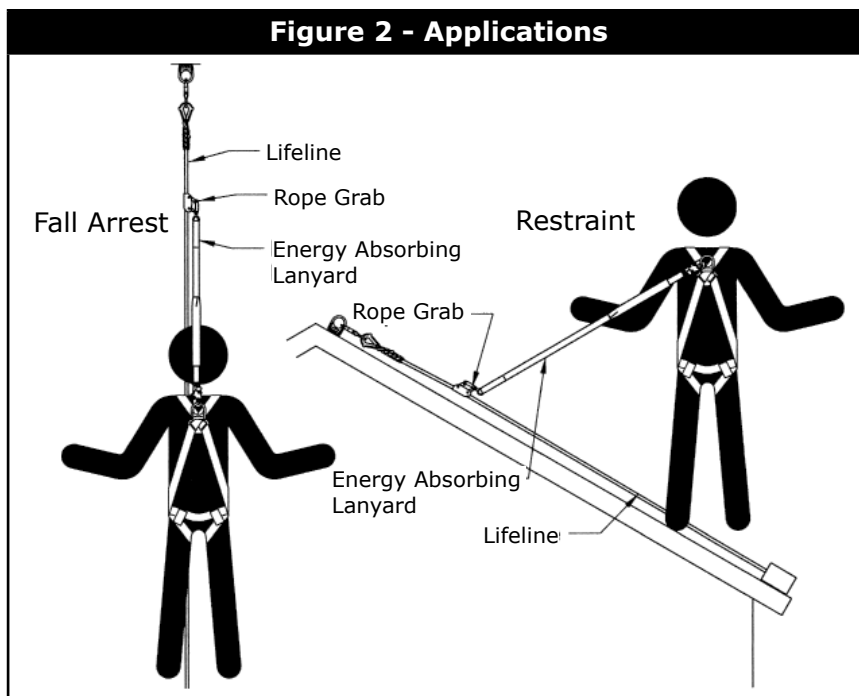 Figure 2 - Applications
Lifeline
Rope Grab
Fall Arrest
Energy Absorbing
Lanyard
Restraint
Rope Grab
Energy Absorbing
Lanyard
Lifeline